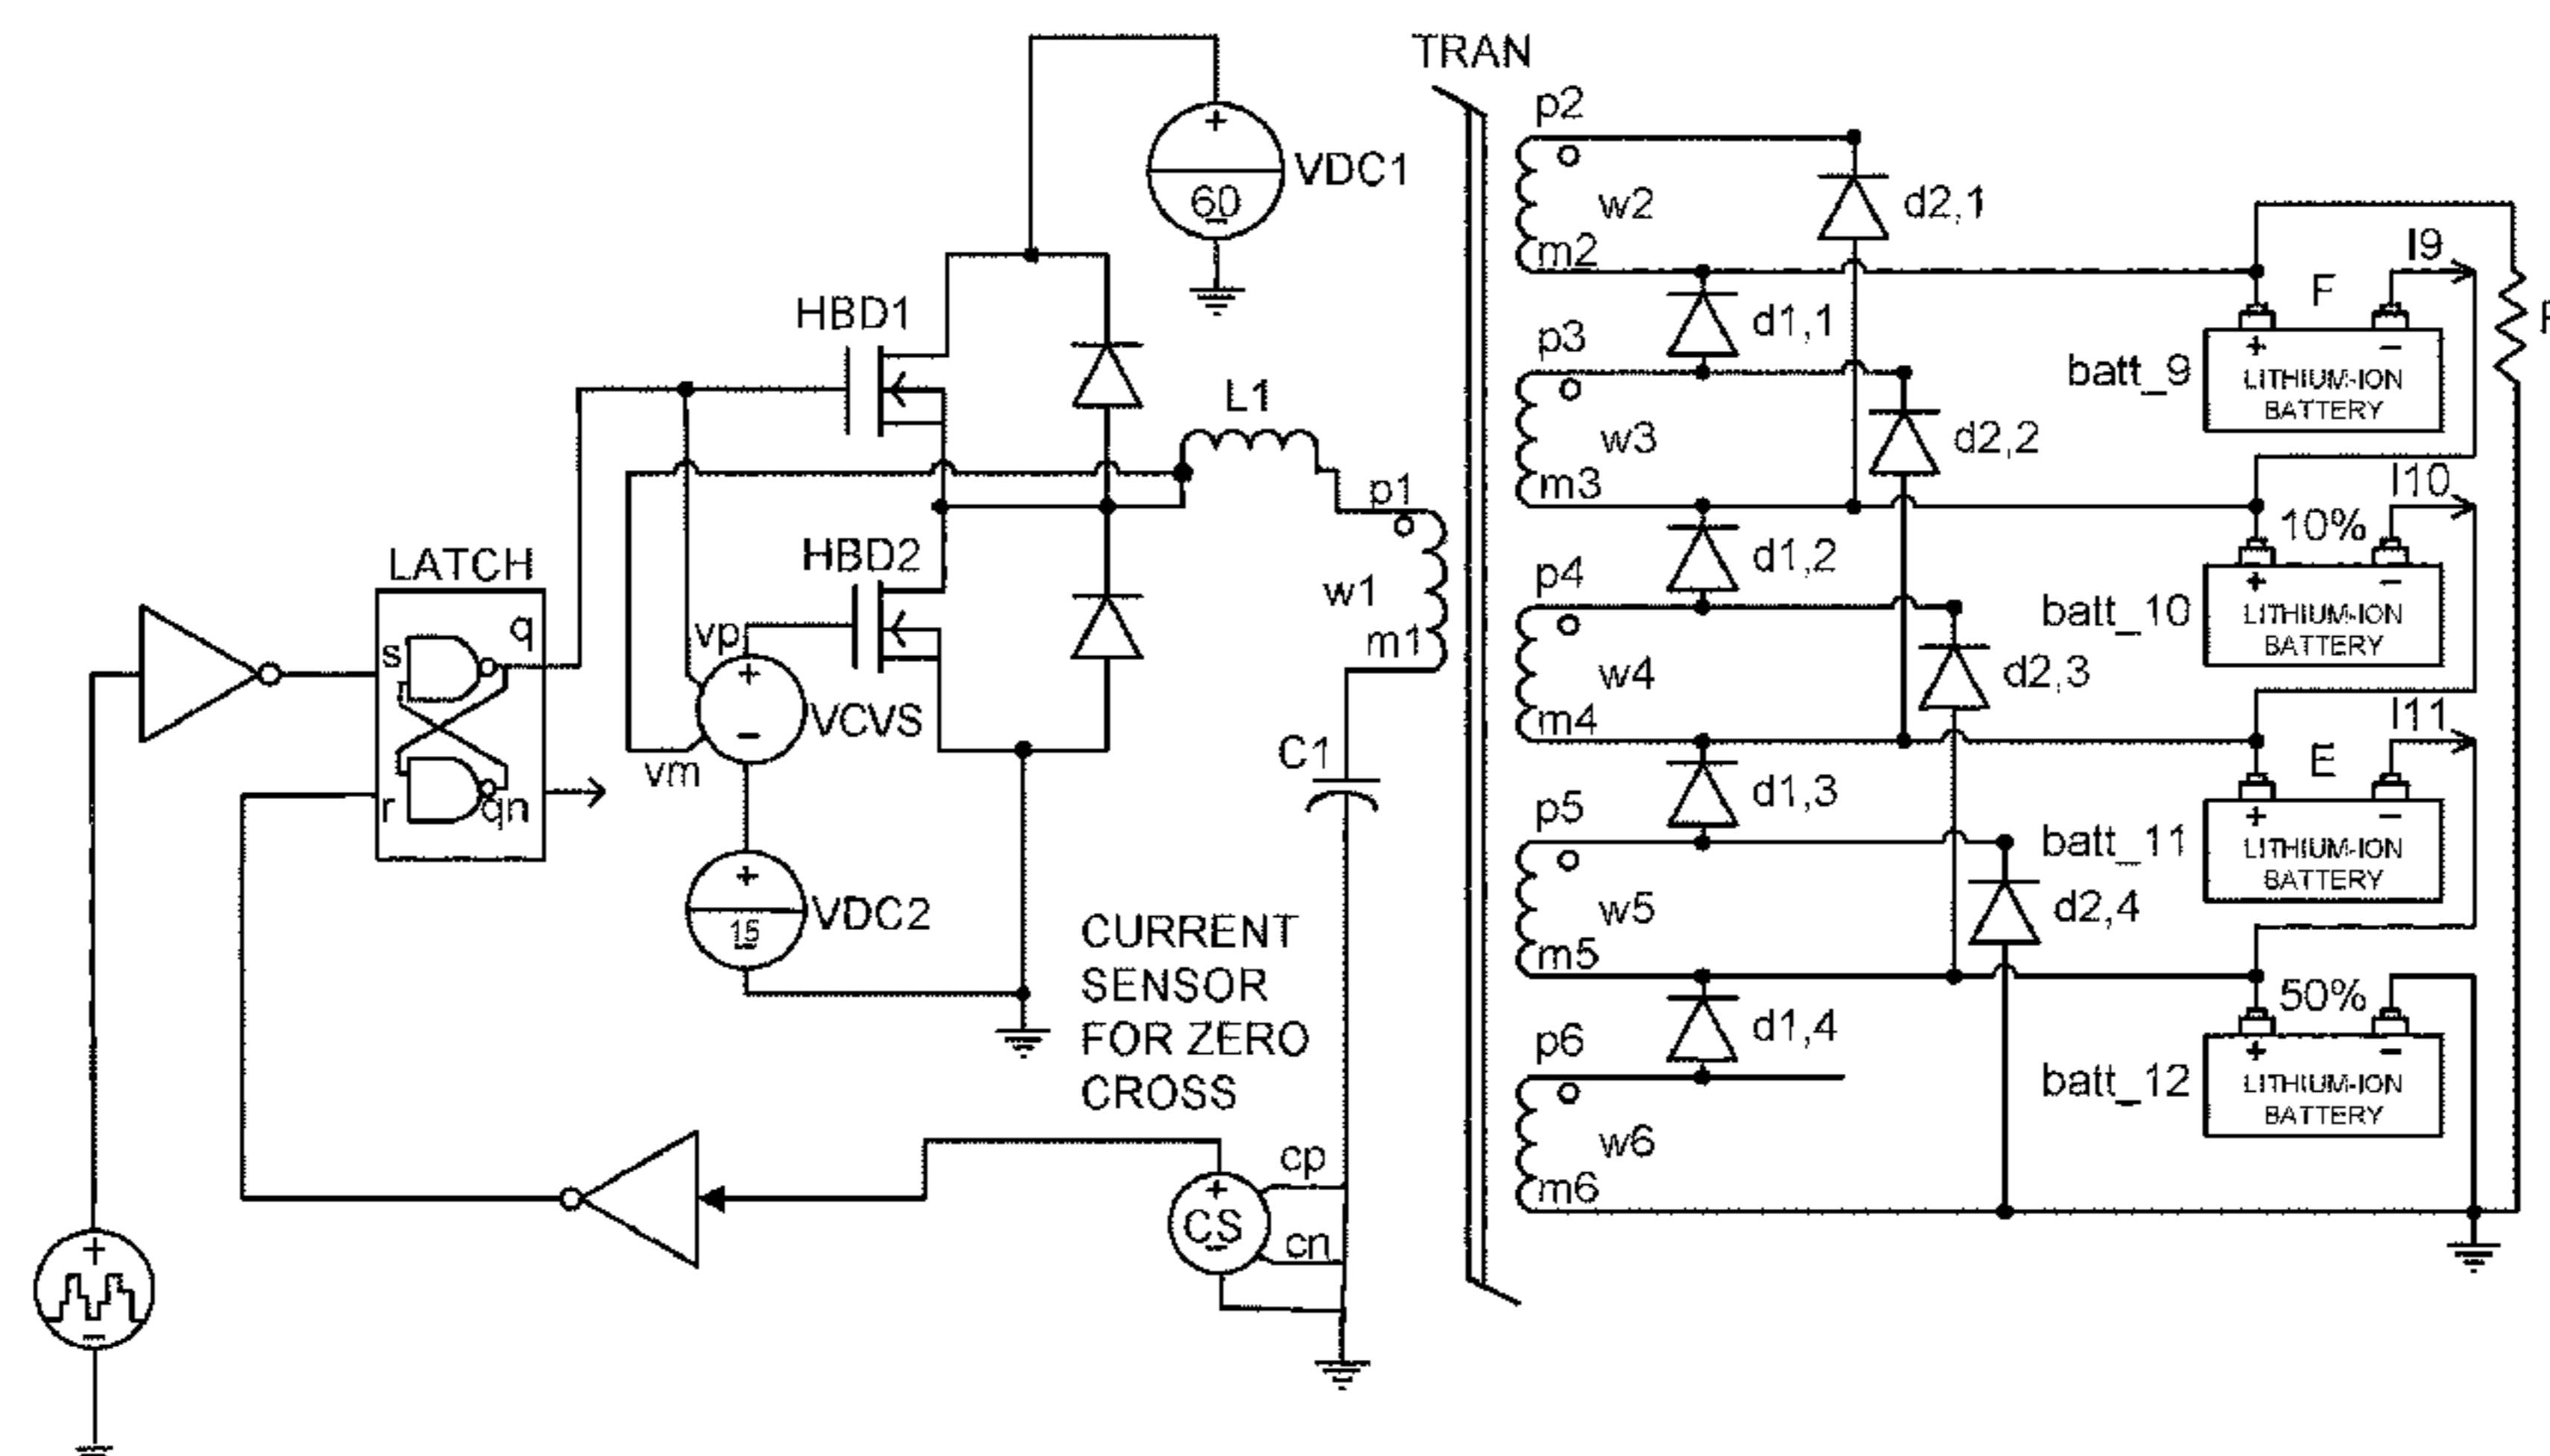 TRAN
p2
VDC1
+
60
w2
d2,1
m2
I9
HBD1
F
d1,1
p3
+
−
batt_9
LITHIUM-ION
BATTERY
L1
w3
d2,2
m3
I10
p1
10%
HBD2
d1,2
LATCH
p4
+
−
w1
batt_10
LITHIUM-ION
BATTERY
q
s
vp
m1
w4
d2,3
+
VCVS
−
m4
I11
C1
E
vm
d1,3
p5
r
qn
+
−
batt_11
LITHIUM-ION
BATTERY
+
VDC2
15
w5
d2,4
CURRENT
SENSOR
FOR ZERO
CROSS
m5
50%
d1,4
p6
+
−
batt_12
LITHIUM-ION
BATTERY
w6
cp
+
CS
cn
m6
+
−